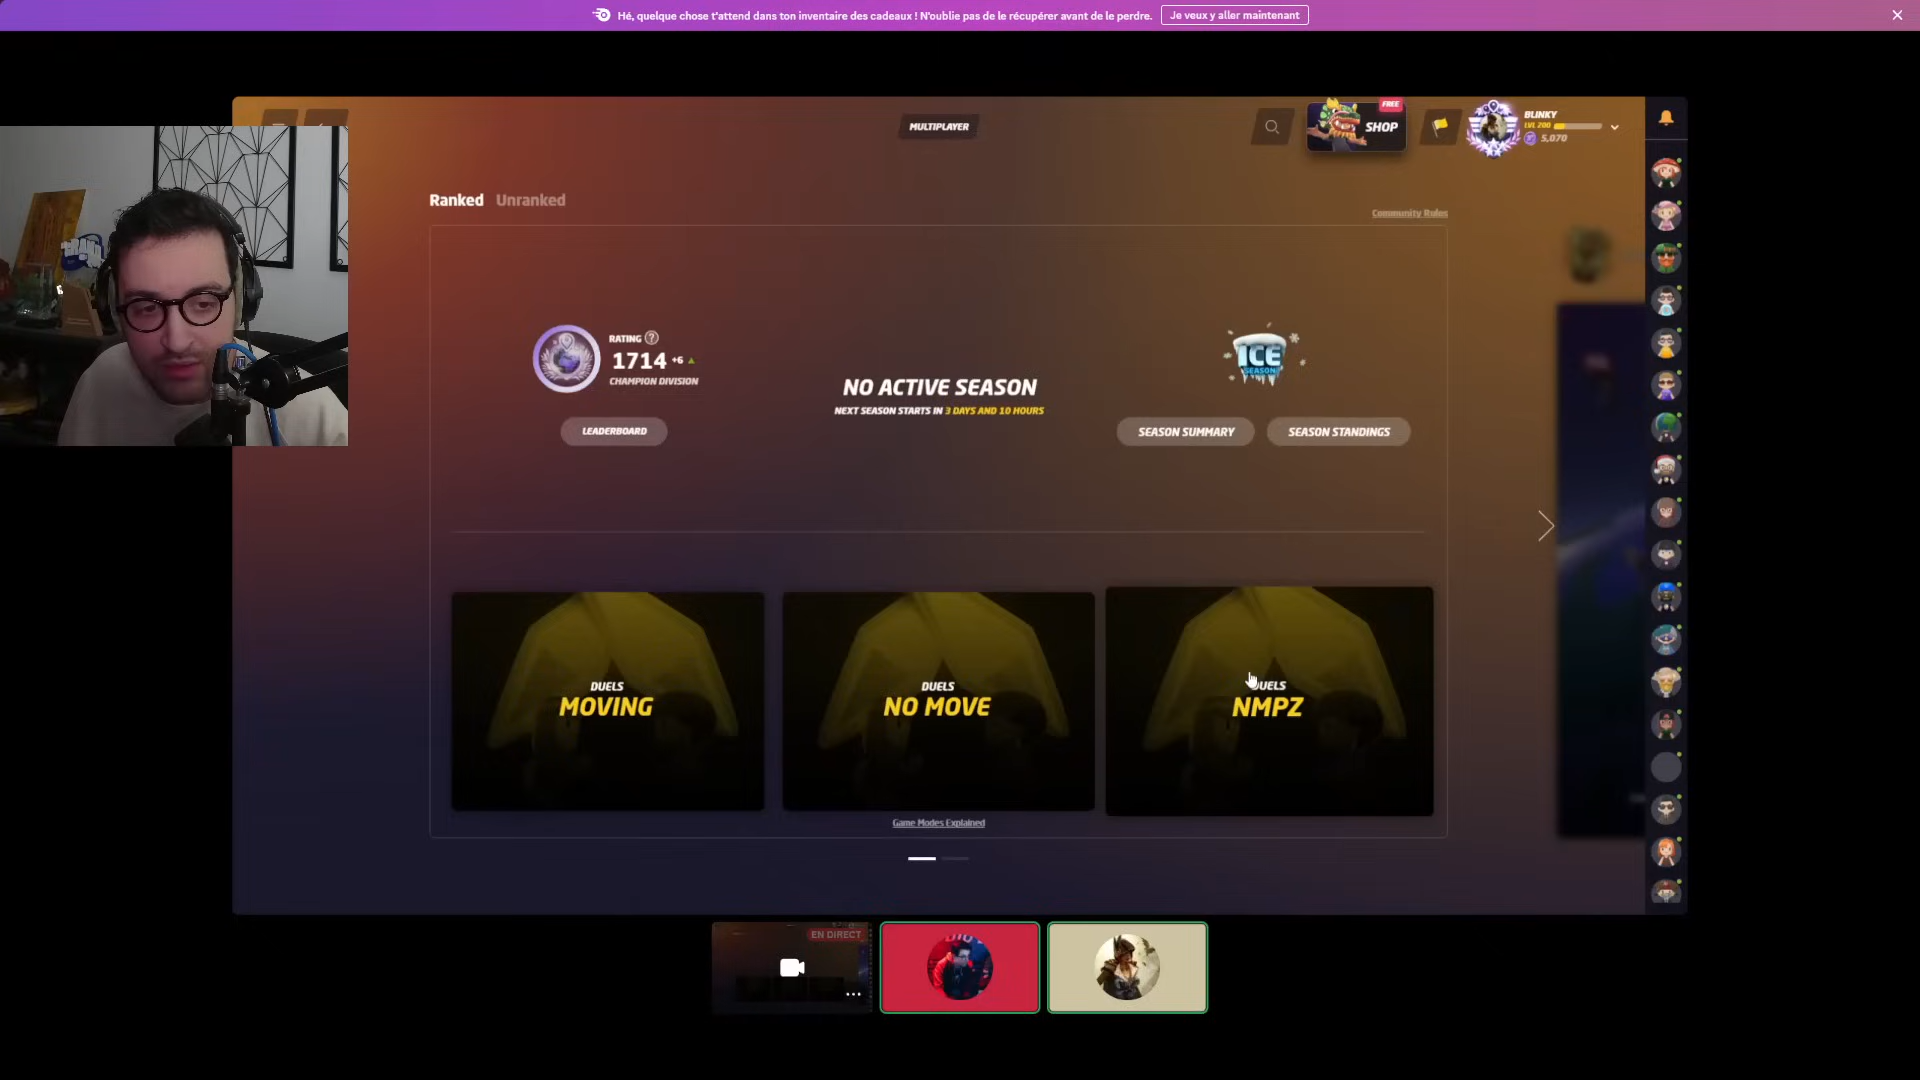 Hé, quelque chose t'attend dans ton inventaire des cadeaux ! N'oublie pas de le récupérer avant de le perdre.
Je veux y aller maintenant
MULTIPLAYER
FREE
SHOP
BLINKY
LVL 200
5,070
Ranked
Unranked
Community Rules
RATING
1714 +6
CHAMPION DIVISION
LEADERBOARD
NO ACTIVE SEASON
NEXT SEASON STARTS IN 3 DAYS AND 10 HOURS
ICE
SEASON
SEASON SUMMARY
SEASON STANDINGS
DUELS
MOVING
DUELS
NO MOVE
DUELS
NMPZ
Game Modes Explained
EN DIRECT